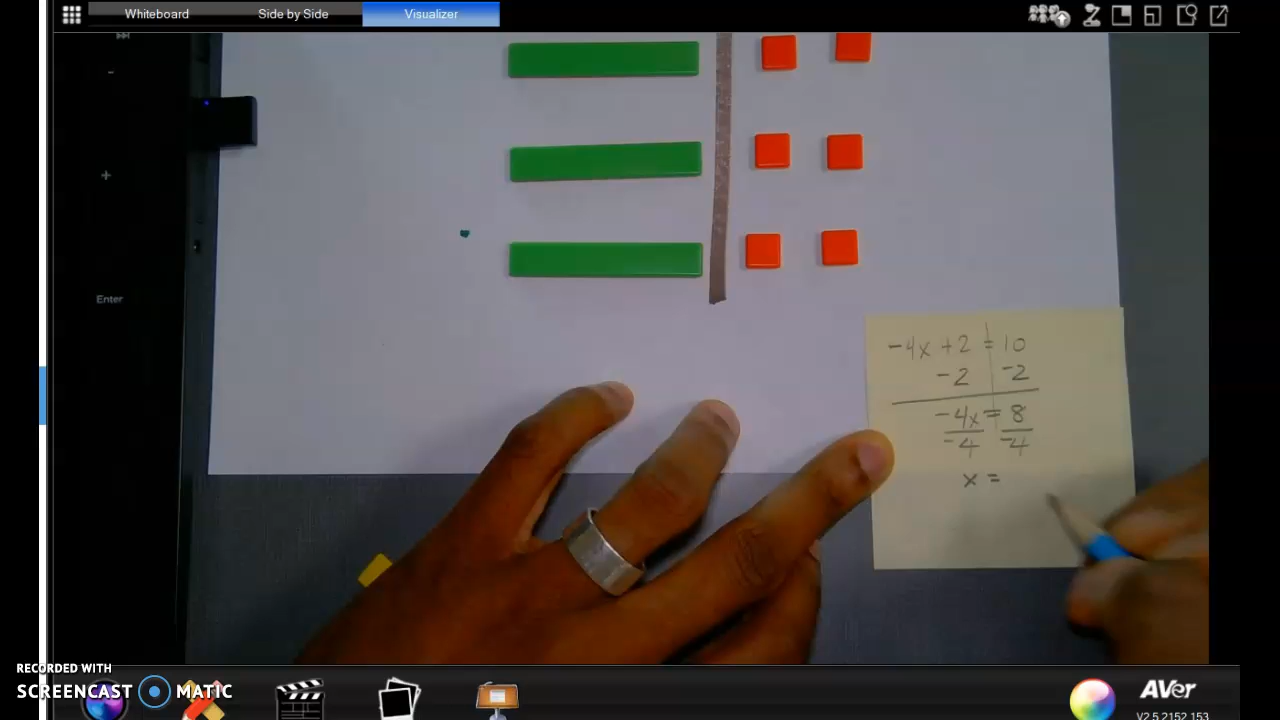 Whiteboard Side by Side Visualizer
Enter
-4x + 2 = 10
-2 -2
-4x = 8
-4 -4
x =
RECORDED WITH
SCREENCAST MATIC
AVer
V2.5.2152.153